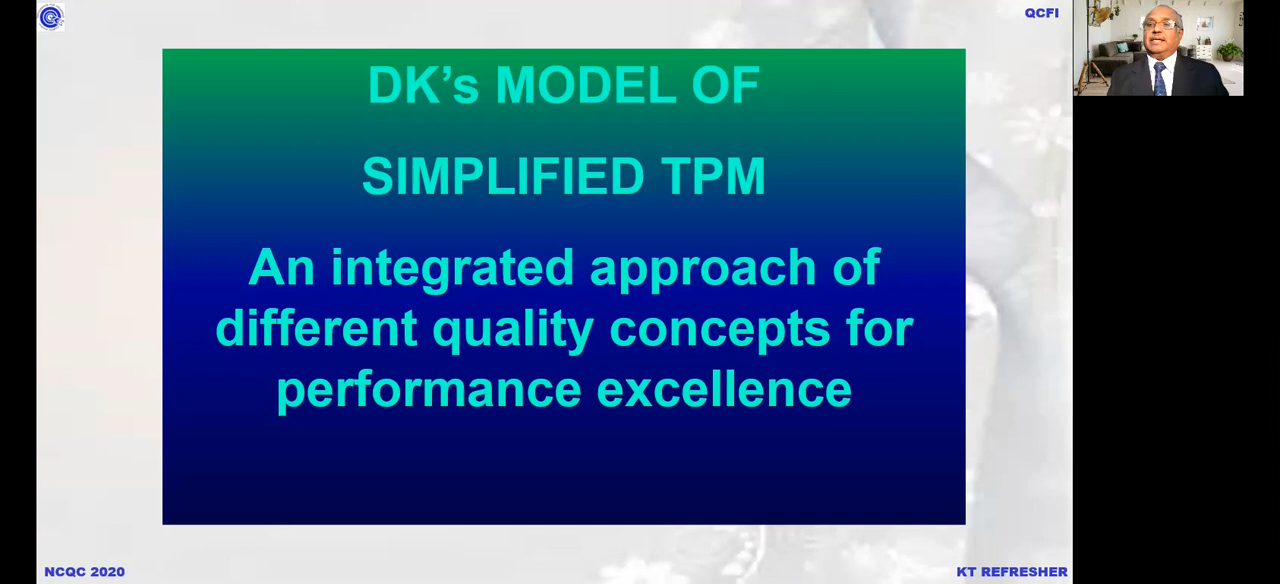 QCFI
DK’s MODEL OF
SIMPLIFIED TPM
An integrated approach of
different quality concepts for
performance excellence
NCQC 2020
KT REFRESHER